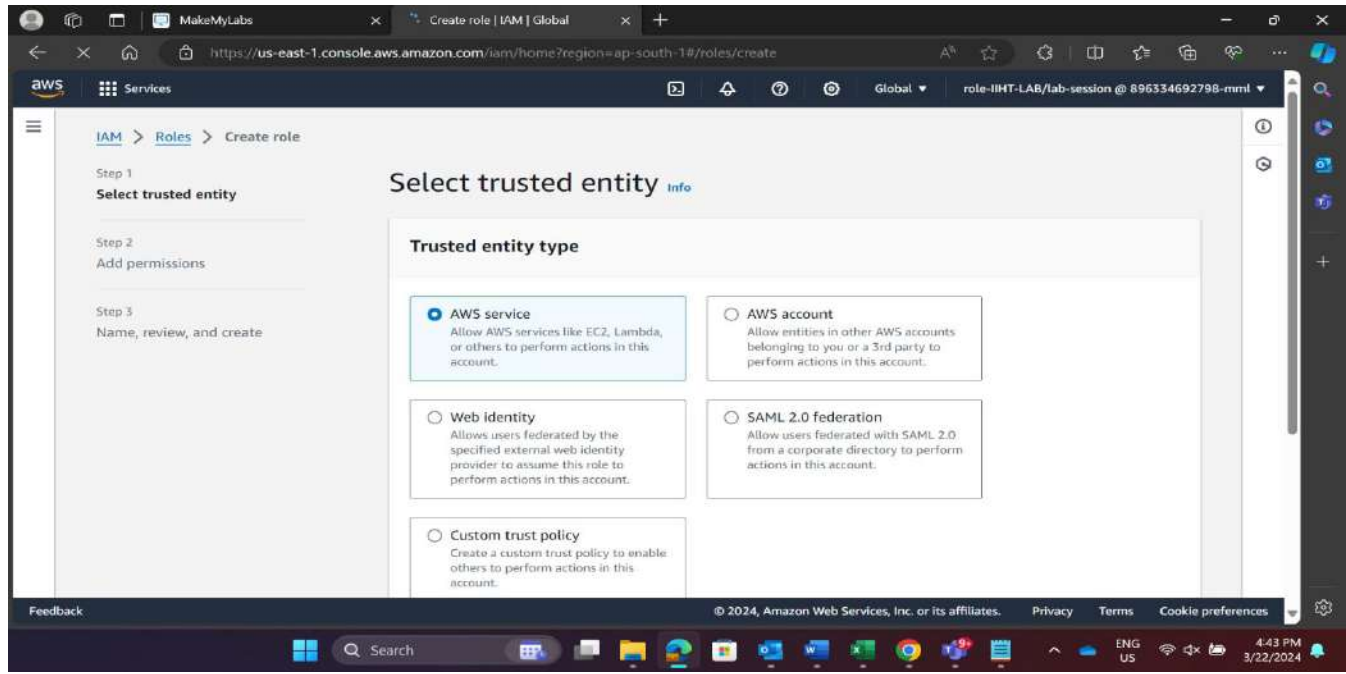 MakeMyLabs
Create role | IAM | Global
https://us-east-1.console.aws.amazon.com/iam/home?region=ap-south-1#/roles/create
aws
Services
Global
role-IIHT-LAB/lab-session @ 896334692798-mml
IAM > Roles > Create role
Step 1
Select trusted entity
Step 2
Add permissions
Step 3
Name, review, and create
Select trusted entity Info
Trusted entity type
AWS service
Allow AWS services like EC2, Lambda,
or others to perform actions in this
account.
AWS account
Allow entities in other AWS accounts
belonging to you or a 3rd party to
perform actions in this account.
Web identity
Allows users federated by the
specified external web identity
provider to assume this role to
perform actions in this account.
SAML 2.0 federation
Allow users federated with SAML 2.0
from a corporate directory to perform
actions in this account.
Custom trust policy
Create a custom trust policy to enable
others to perform actions in this
account.
Feedback
© 2024, Amazon Web Services, Inc. or its affiliates. Privacy Terms Cookie preferences
Search
9+
ENG
US
4:43 PM
3/22/2024